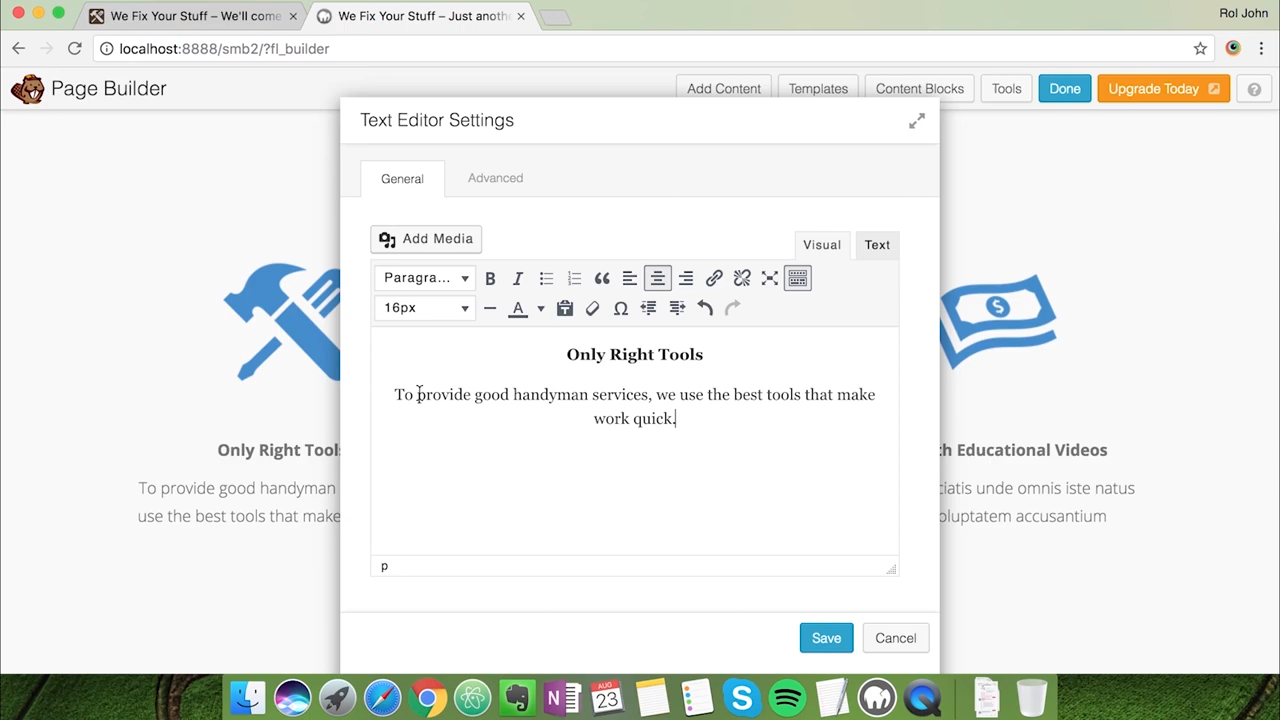 Rol John
We Fix Your Stuff – We'll come
We Fix Your Stuff – Just anoth
localhost:8888/smb2/?fl_builder
Page Builder
Add Content
Templates
Content Blocks
Tools
Done
Upgrade Today
?
Text Editor Settings
General
Advanced
Add Media
Visual
Text
Paragra...
B
I
16px
A
Ω
Only Right Tools
To provide good handyman services, we use the best tools that make
work quick.
p
Save
Cancel
Only Right Tools
To provide good handyman
use the best tools that make
$
h Educational Videos
ciatis unde omnis iste natus
oluptatem accusantium
AUG
23
N
S